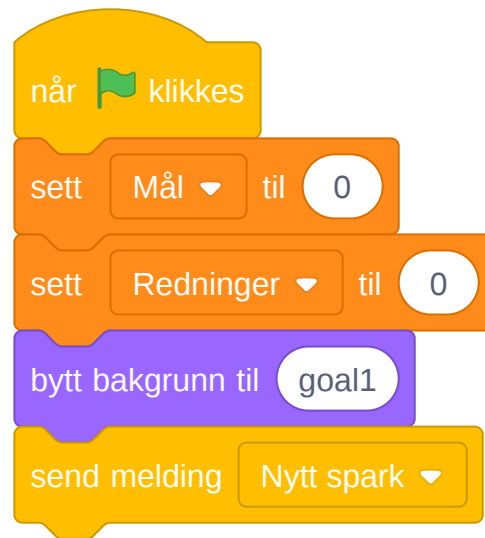 når klikkes
sett Mål til 0
sett Redninger til 0
bytt bakgrunn til goal1
send melding Nytt spark